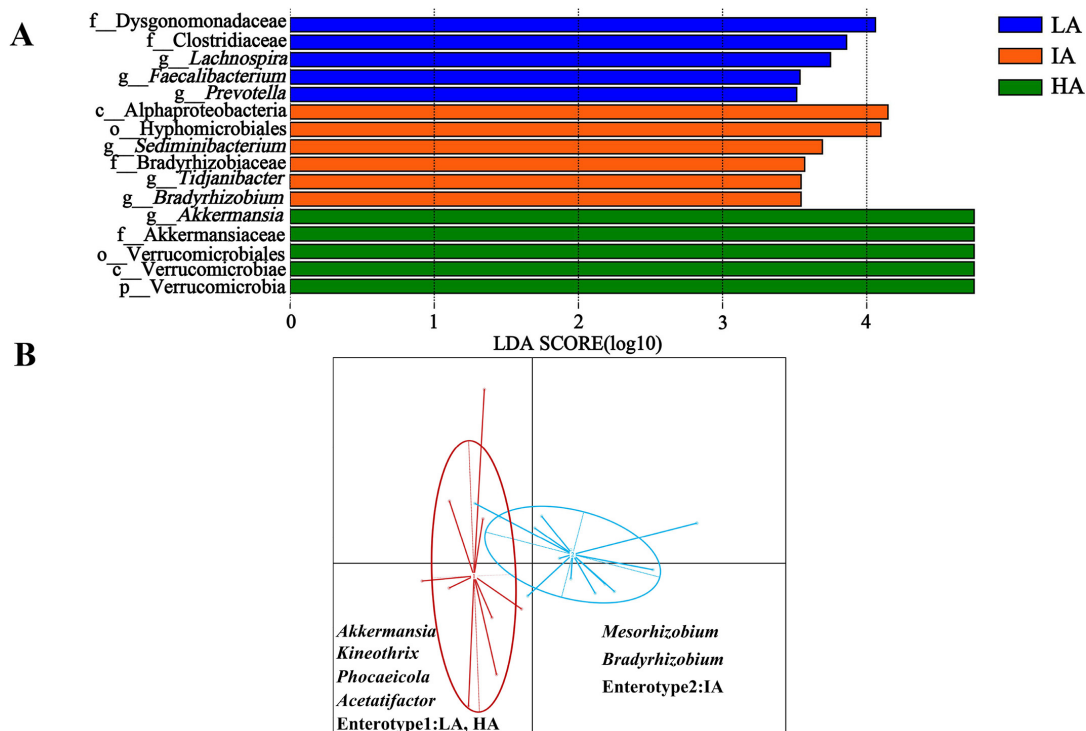 A
f__Dysgonomonadaceae
f__Clostridiaceae
g__Lachnospira
g__Faecalibacterium
g__Prevotella
c__Alphaproteobacteria
o__Hyphomicrobiales
g__Sediminibacterium
f__Bradyrhizobiaceae
g__Tidjanibacter
g__Bradyrhizobium
g__Akkermansia
f__Akkermansiaceae
o__Verrucomicrobiales
c__Verrucomicrobiae
p__Verrucomicrobia
0 1 2 3 4
LDA SCORE(log10)
LA
IA
HA
B
Akkermansia
Kineothrix
Phocaeicola
Acetatifactor
Enterotype1:LA, HA
Mesorhizobium
Bradyrhizobium
Enterotype2:IA